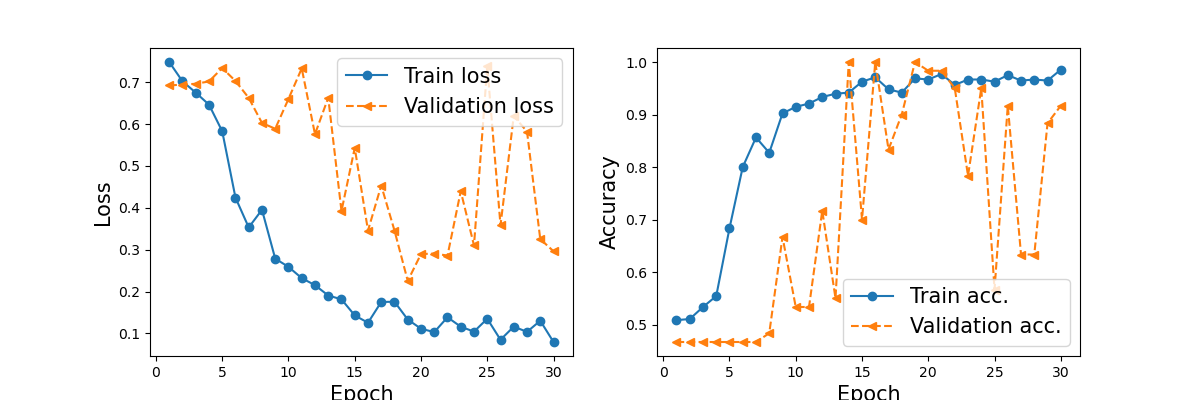 Loss
0.7
0.6
0.5
0.4
0.3
0.2
0.1
Train loss
Validation loss
0 5 10 15 20 25 30
Epoch
Accuracy
1.0
0.9
0.8
0.7
0.6
0.5
Train acc.
Validation acc.
0 5 10 15 20 25 30
Epoch